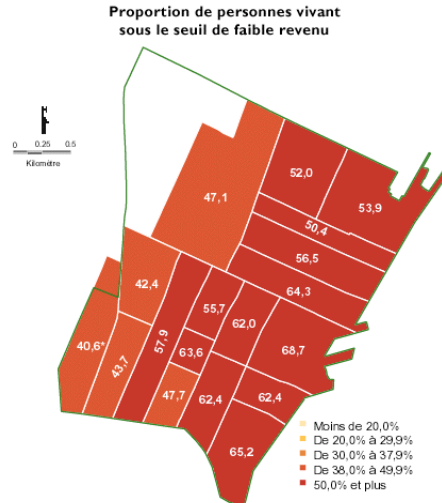 Proportion de personnes vivant
sous le seuil de faible revenu
0 0.25 0.5
Kilomètre
52,0
53,9
47,1
50,4
56,5
64,3
42,4
55,7
62,0
57,9
68,7
40,6*
43,7
63,6
47,7
62,4
62,4
65,2
Moins de 20,0%
De 20,0% à 29,9%
De 30,0% à 37,9%
De 38,0% à 49,9%
50,0% et plus